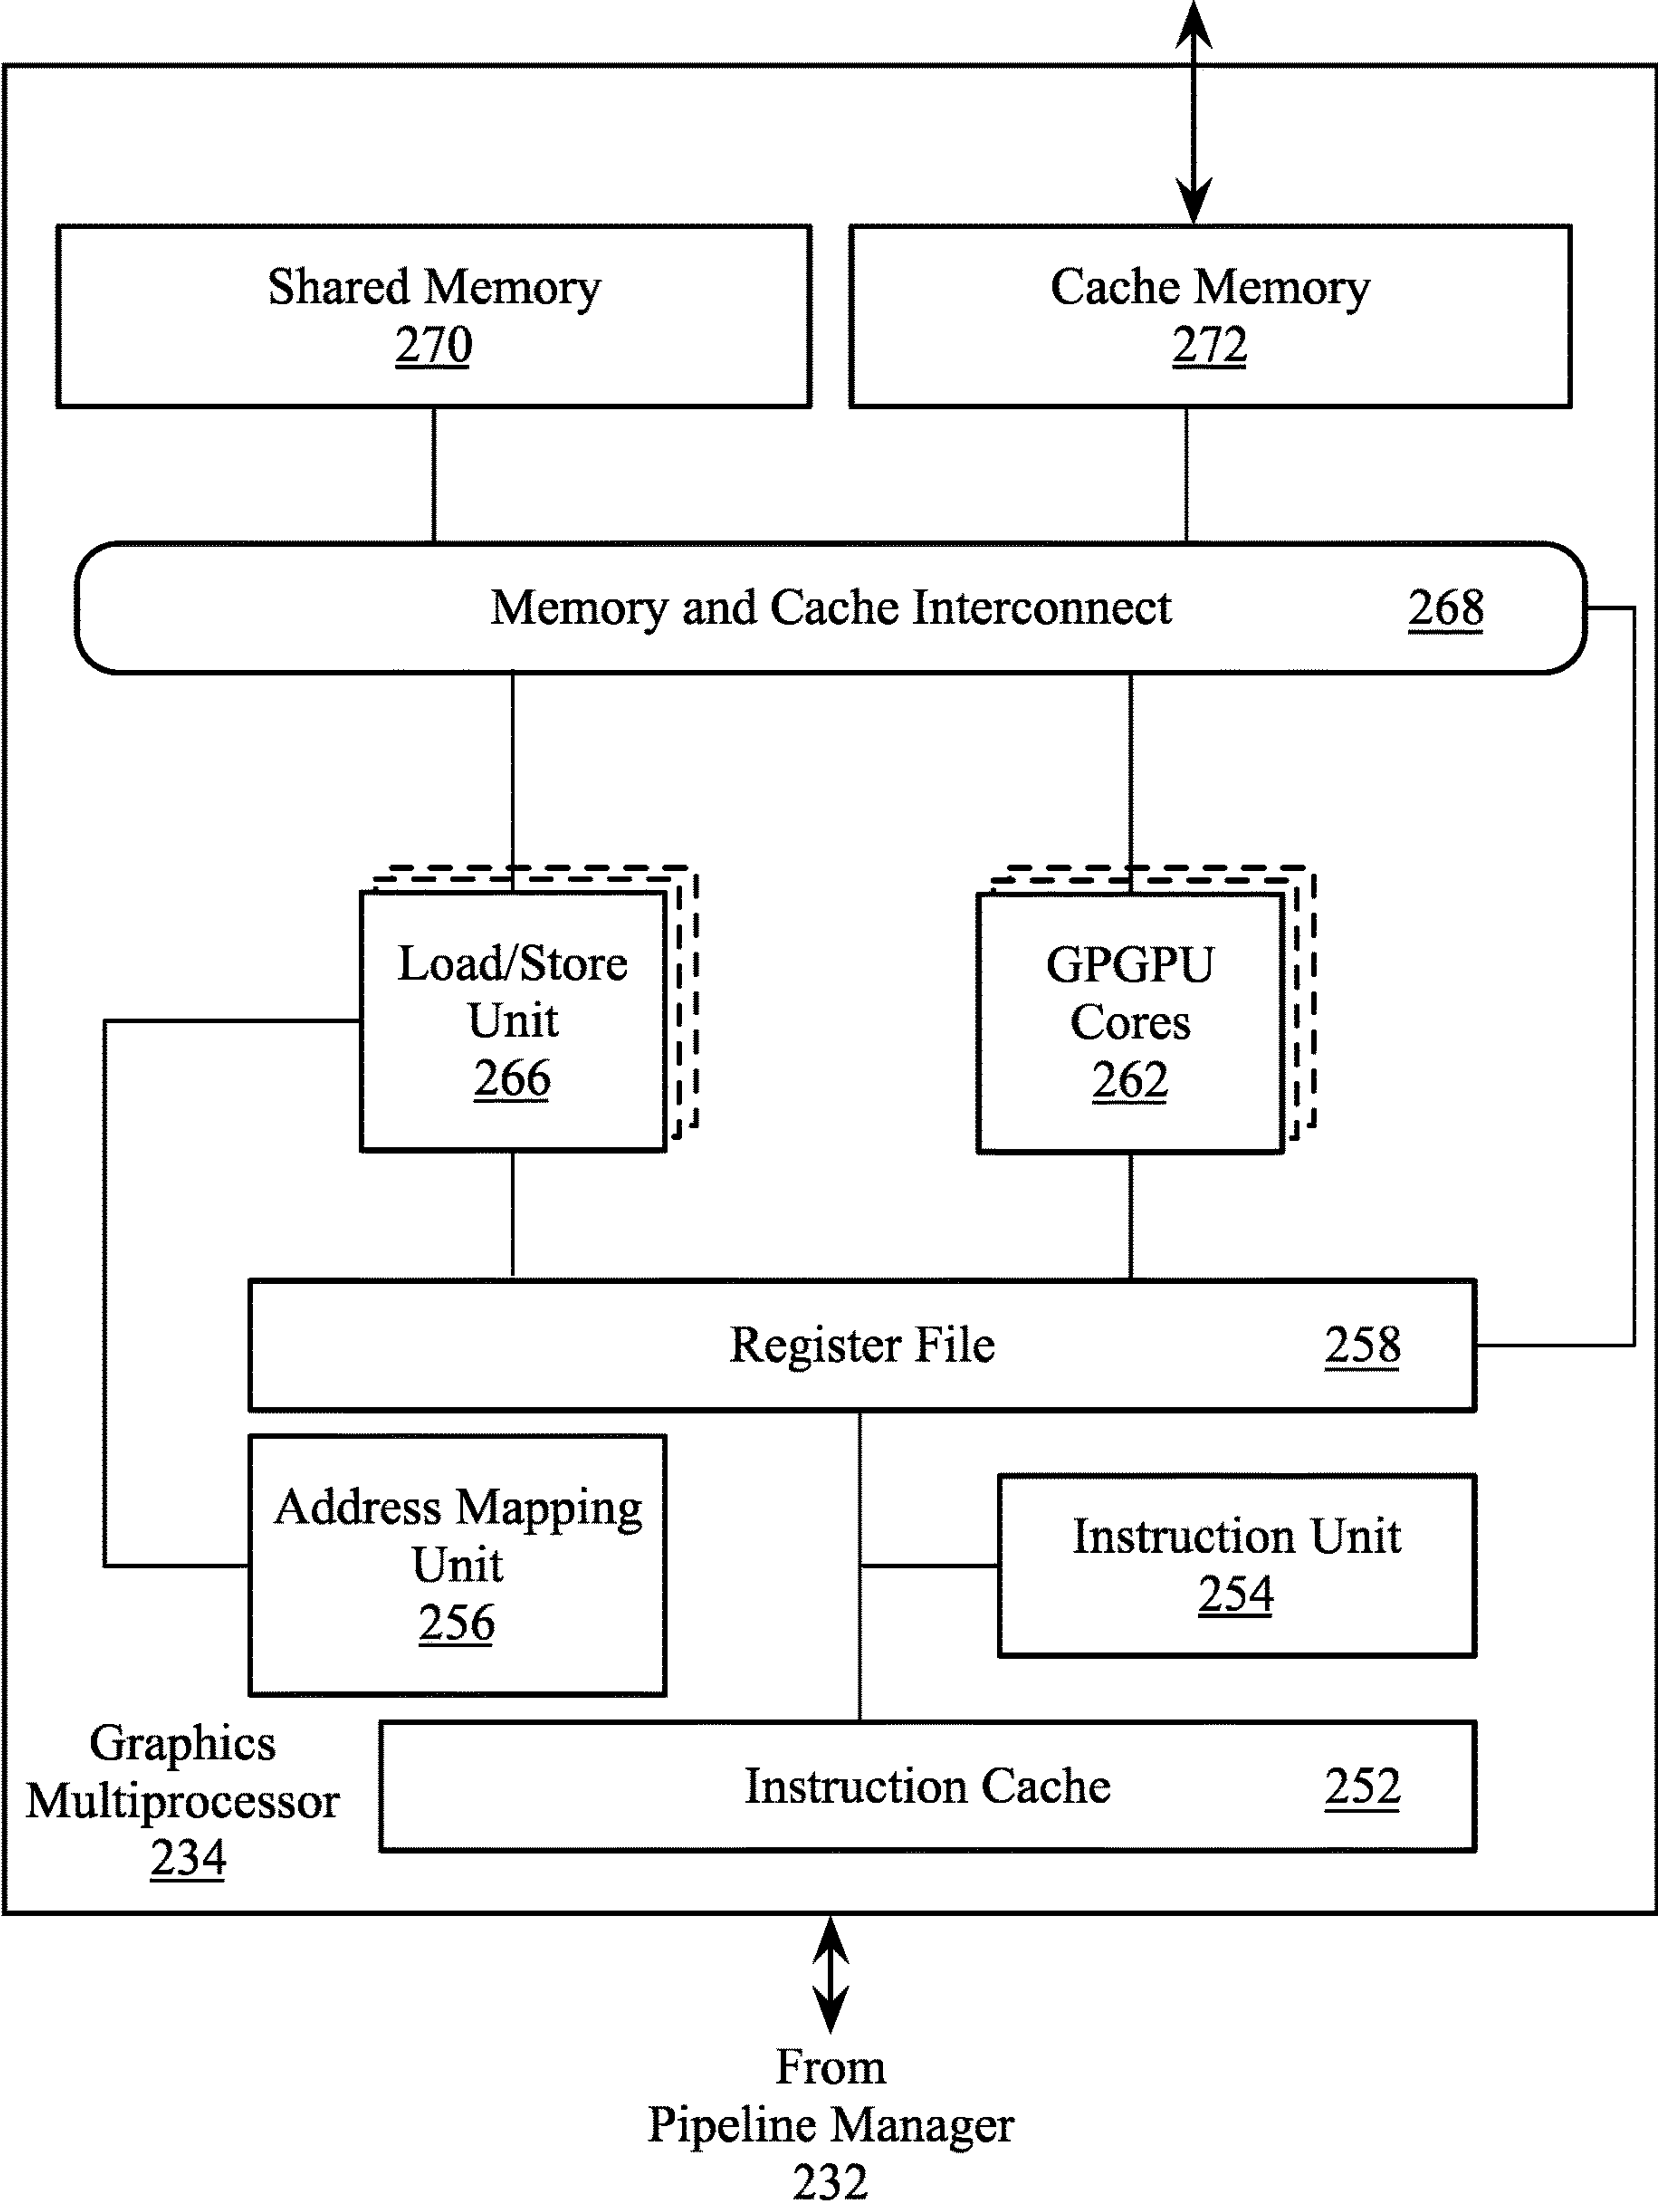 Shared Memory
270
Cache Memory
272
Memory and Cache Interconnect 268
Load/Store
Unit
266
GPGPU
Cores
262
Register File 258
Address Mapping
Unit
256
Instruction Unit
254
Graphics
Multiprocessor
234
Instruction Cache 252
From
Pipeline Manager
232